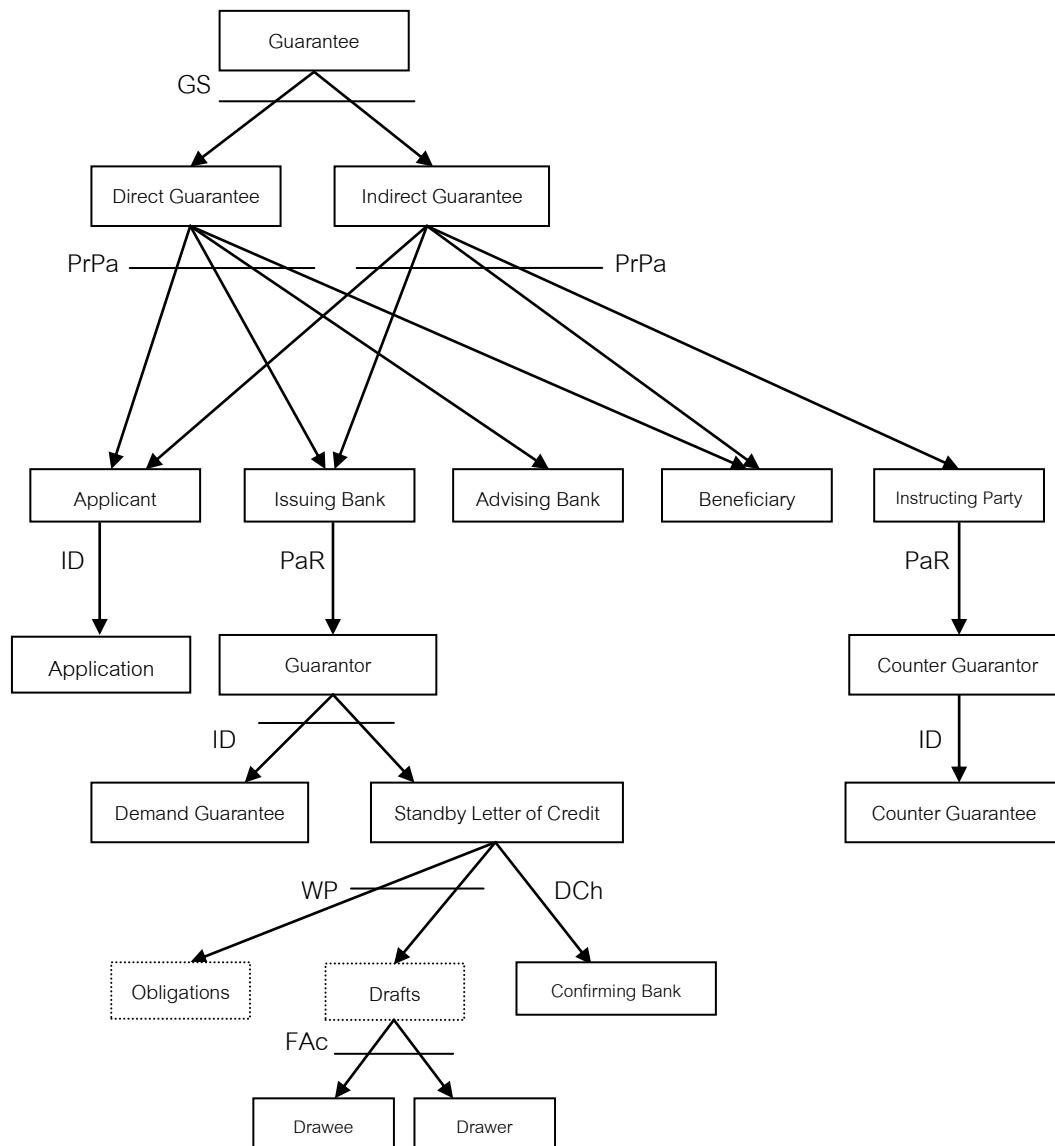 Guarantee
GS
Direct Guarantee
Indirect Guarantee
PrPa
PrPa
Applicant
Issuing Bank
Advising Bank
Beneficiary
Instructing Party
ID
PaR
PaR
Application
Guarantor
Counter Guarantor
ID
ID
Demand Guarantee
Standby Letter of Credit
Counter Guarantee
WP
DCh
Obligations
Drafts
Confirming Bank
FAc
Drawee
Drawer